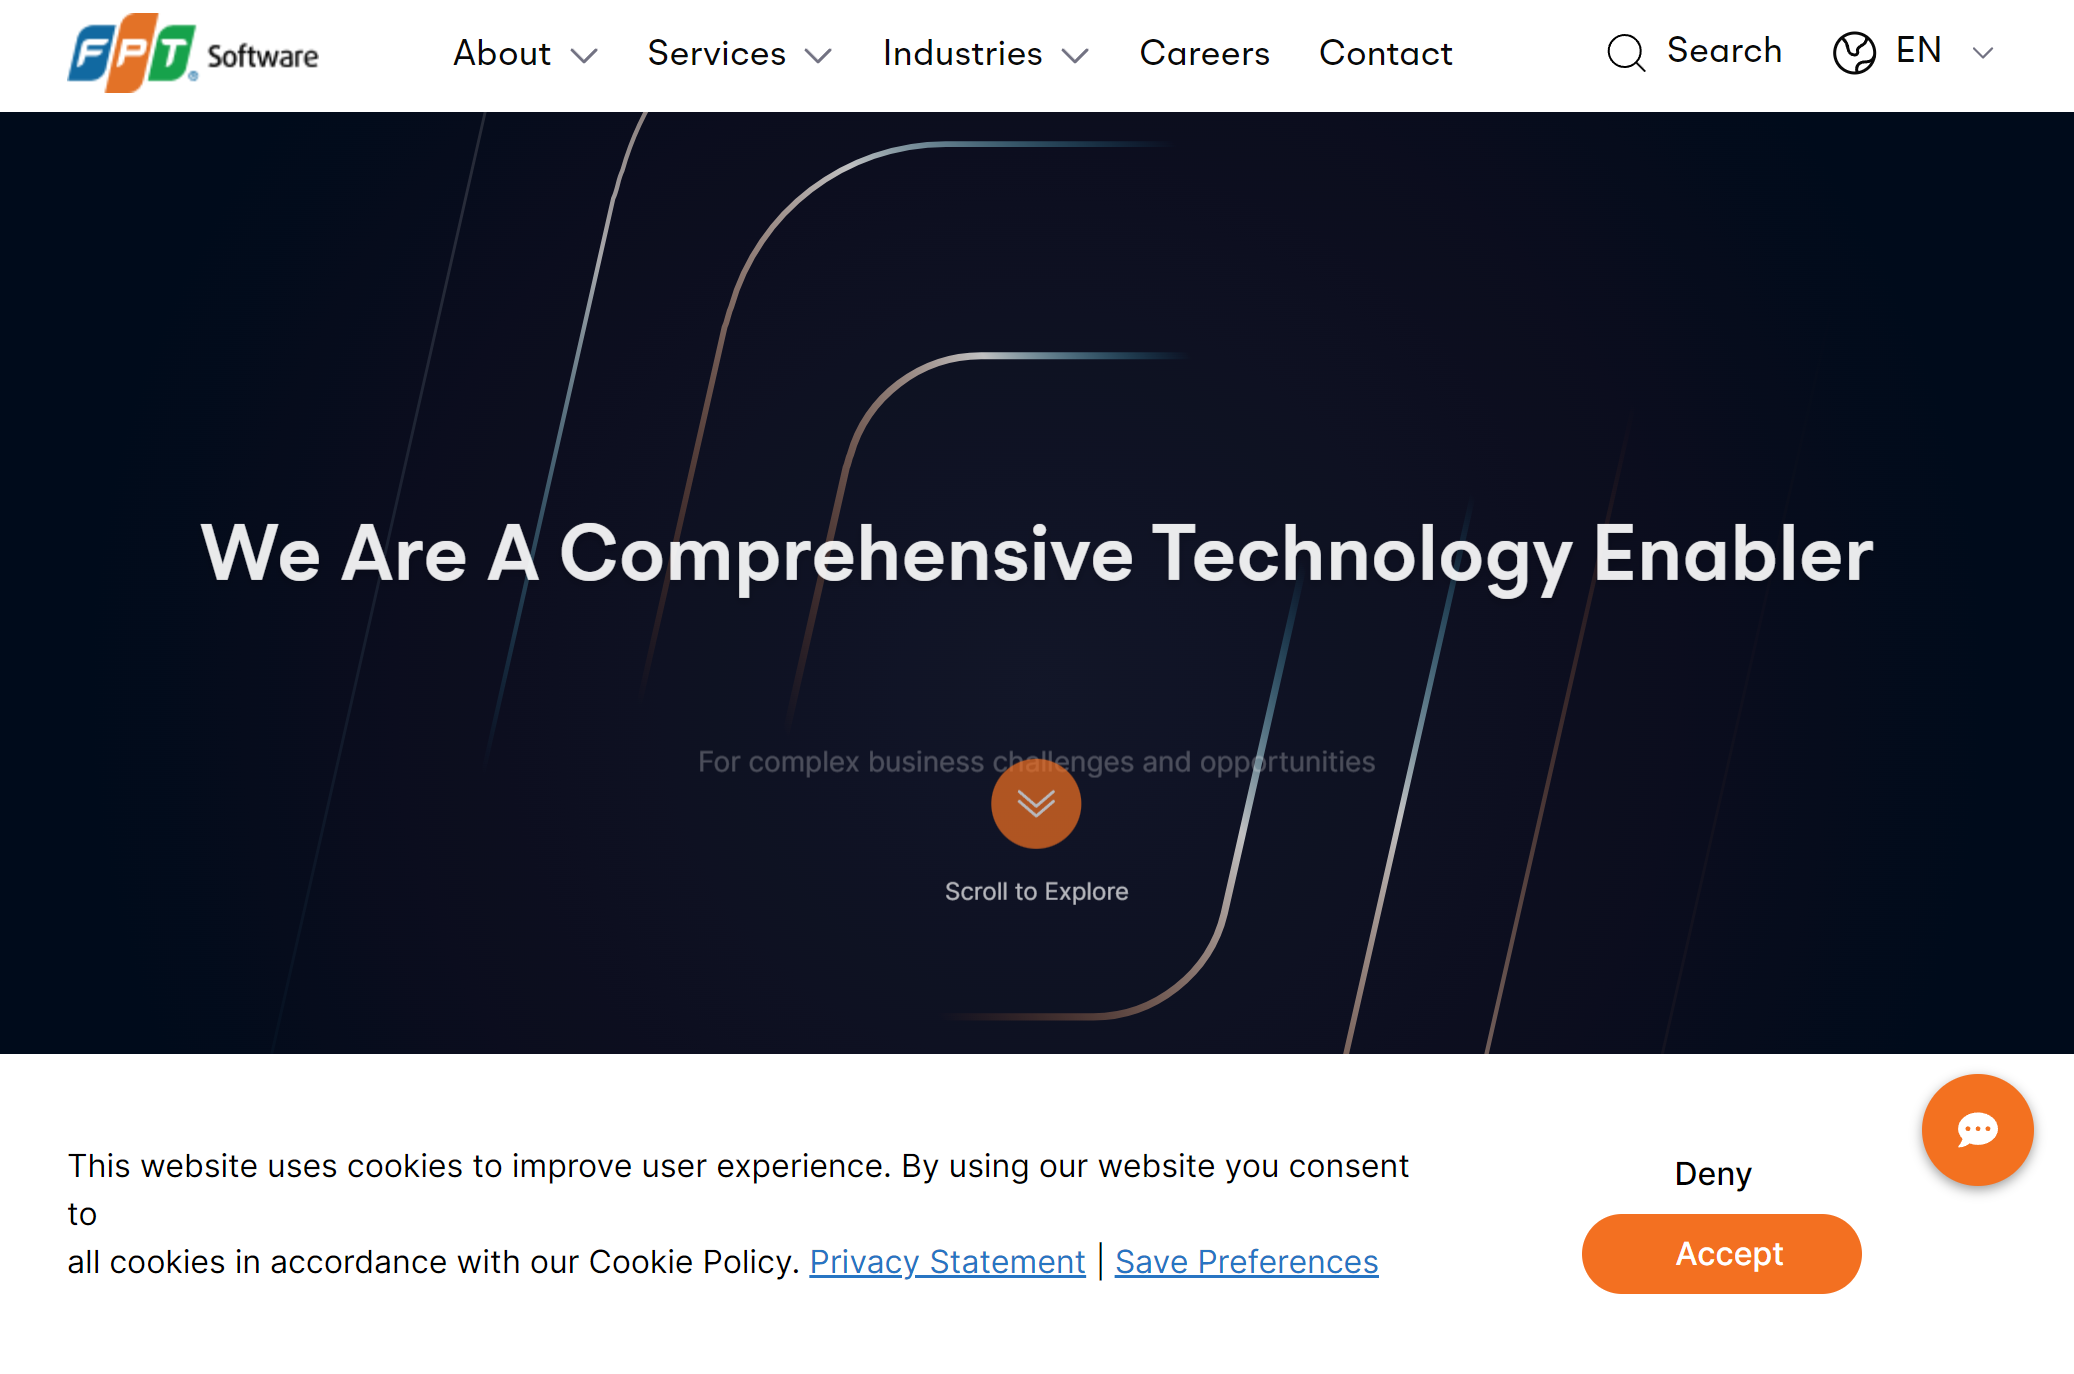 FPT Software
About Services Industries Careers Contact Search EN
We Are A Comprehensive Technology Enabler
For complex business challenges and opportunities
Scroll to Explore
This website uses cookies to improve user experience. By using our website you consent
to
all cookies in accordance with our Cookie Policy. Privacy Statement | Save Preferences
Deny
Accept